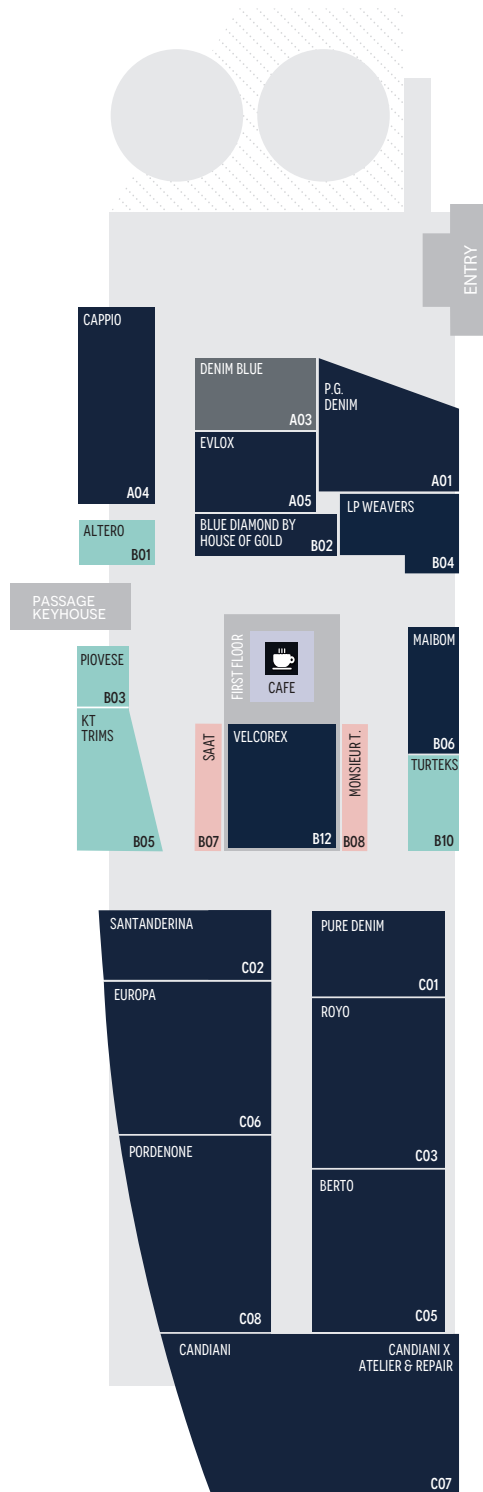 ENTRY
CAPPIO
A04
DENIM BLUE
A03
P.G.
DENIM
A01
EVLOX
A05
BLUE DIAMOND BY
HOUSE OF GOLD
B02
LP WEAVERS
B04
ALTERO
B01
PASSAGE
KEYHOUSE
PIOVESE
B03
KT
TRIMS
B05
FIRST FLOOR
CAFE
SAAT
B07
VELCOREX
B12
MONSIEUR T.
B08
MAIBOM
B06
TURTEKS
B10
SANTANDERINA
C02
PURE DENIM
C01
EUROPA
C06
ROYO
C03
PORDENONE
C08
BERTO
C05
CANDIANI
CANDIANI X
ATELIER & REPAIR
C07